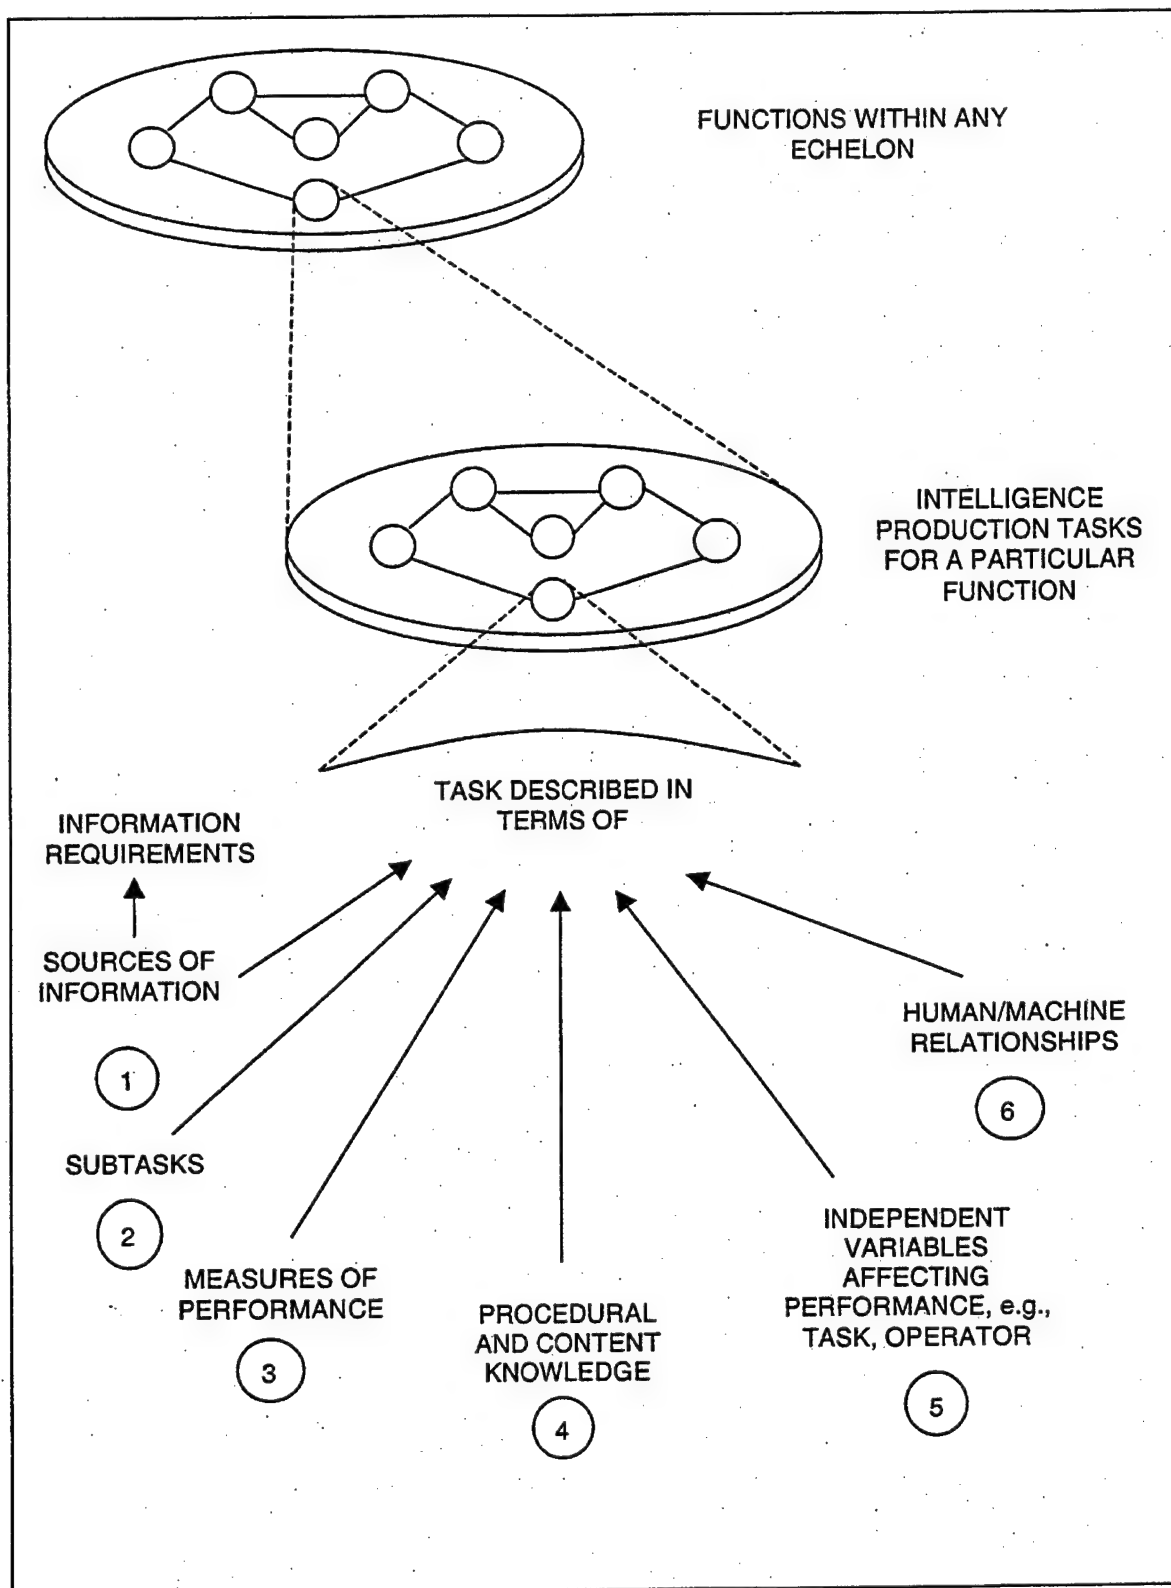 FUNCTIONS WITHIN ANY
ECHELON
INTELLIGENCE
PRODUCTION TASKS
FOR A PARTICULAR
FUNCTION
TASK DESCRIBED IN
TERMS OF
INFORMATION
REQUIREMENTS
SOURCES OF
INFORMATION
1
SUBTASKS
2
MEASURES OF
PERFORMANCE
3
PROCEDURAL
AND CONTENT
KNOWLEDGE
4
INDEPENDENT
VARIABLES
AFFECTING
PERFORMANCE, e.g.,
TASK, OPERATOR
5
HUMAN/MACHINE
RELATIONSHIPS
6